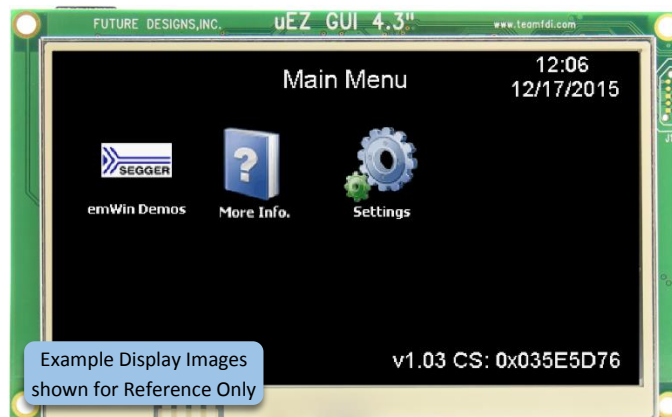 FUTURE DESIGNS,INC. uEZ GUI 4.3" www.teamfdi.com
Main Menu
12:06
12/17/2015
SEGGER
emWin Demos
More Info.
Settings
v1.03 CS: 0x035E5D76
Example Display Images
shown for Reference Only